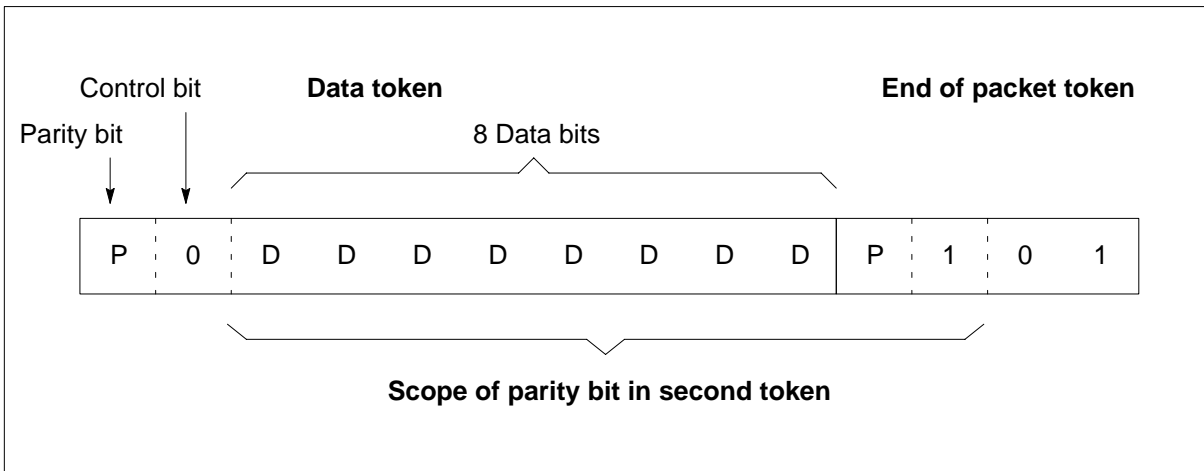 Control bit
Data token
End of packet token
Parity bit
8 Data bits
P 0 D D D D D D D D P 1 0 1
Scope of parity bit in second token